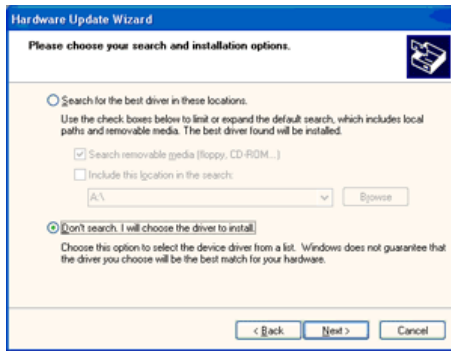 Hardware Update Wizard
Please choose your search and installation options.
Search for the best driver in these locations.
Use the check boxes below to limit or expand the default search, which includes local
paths and removable media. The best driver found will be installed.
Search removable media (floppy, CD-ROM...)
Include this location in the search:
A:\
Browse
Don't search. I will choose the driver to install.
Choose this option to select the device driver from a list. Windows does not guarantee that
the driver you choose will be the best match for your hardware.
< Back Next > Cancel